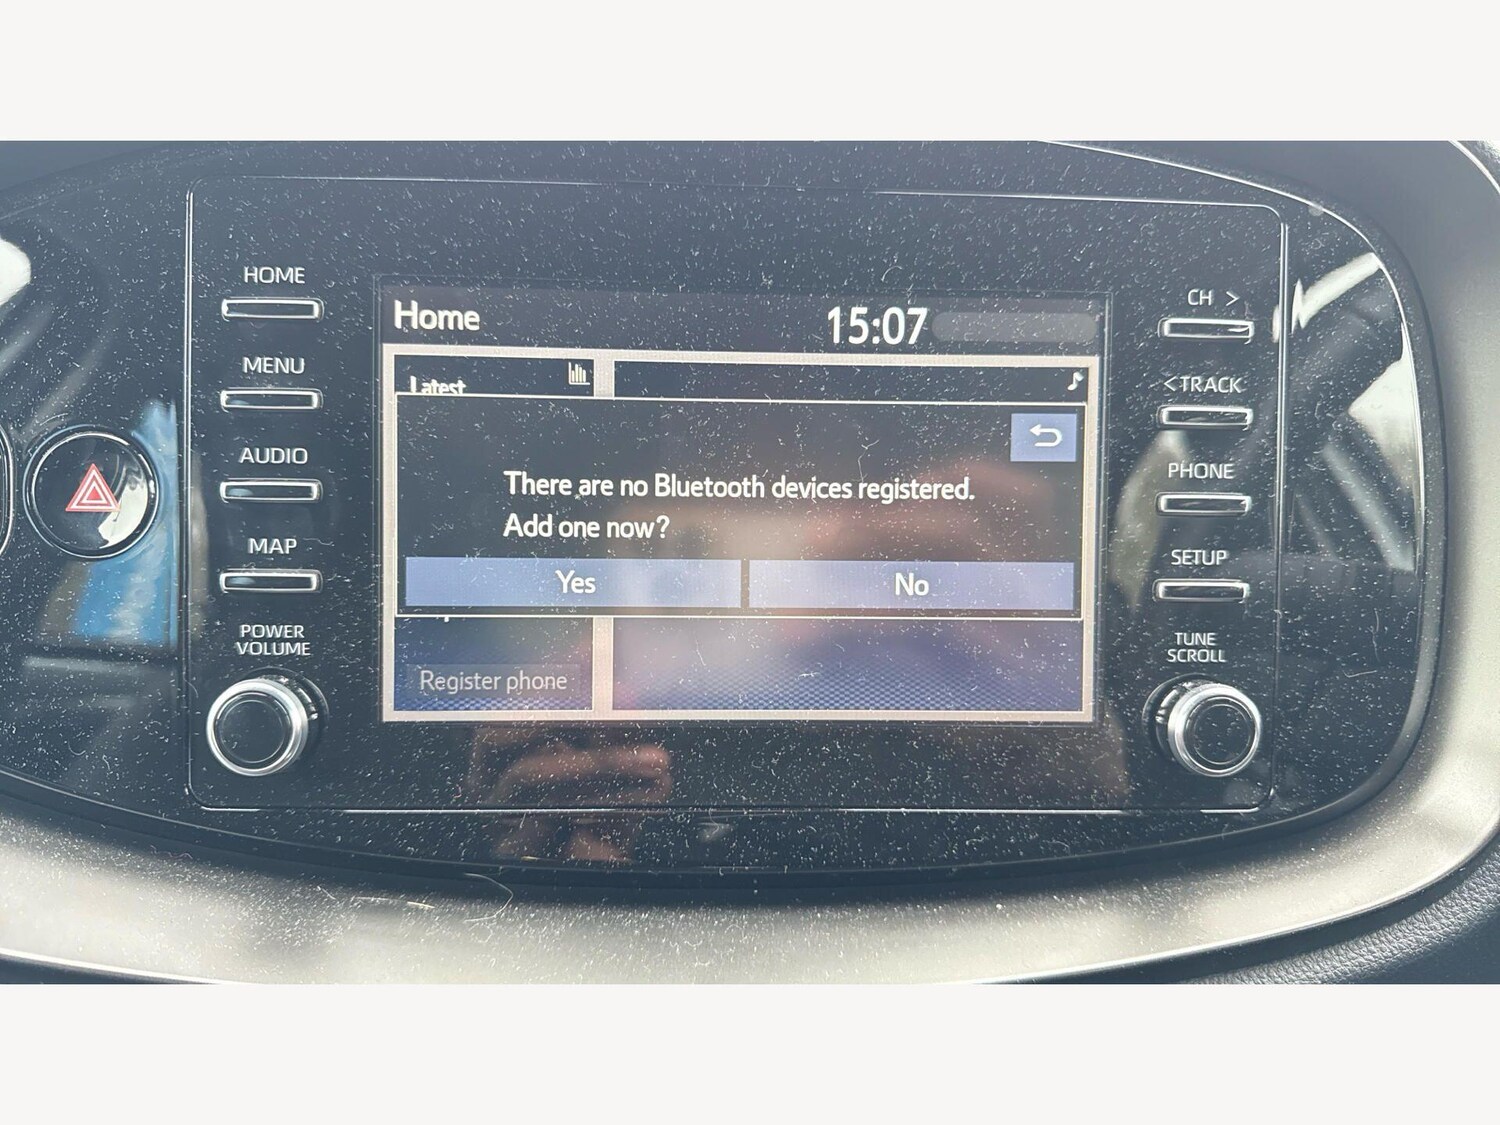 HOME
MENU
AUDIO
MAP
POWER
VOLUME
Home
15:07
Latest
There are no Bluetooth devices registered.
Add one now?
Yes
No
Register phone
CH >
<TRACK
PHONE
SETUP
TUNE
SCROLL